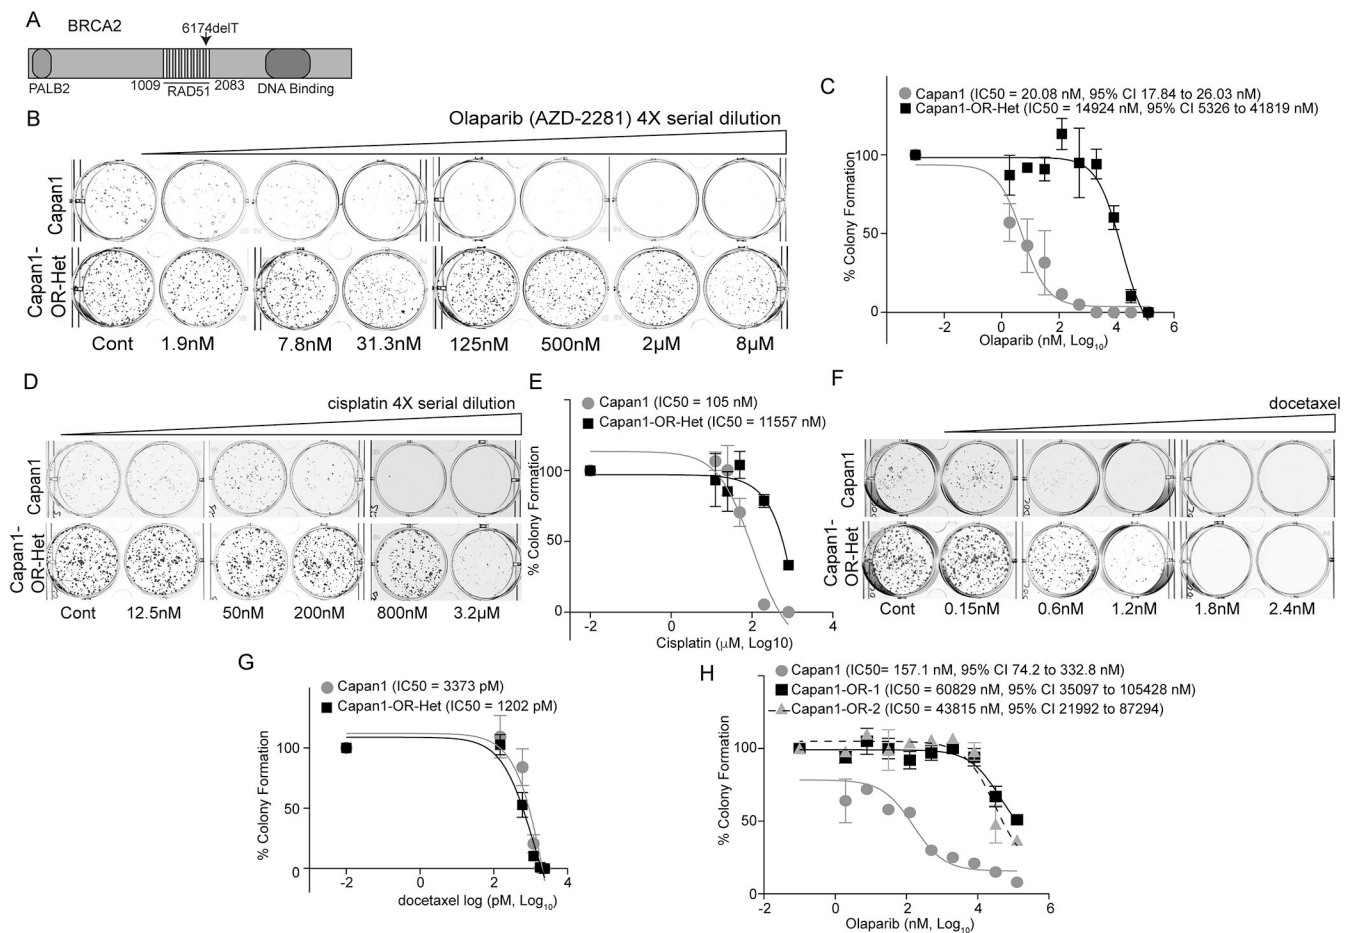 A
BRCA2
6174delT
PALB2
1009
RAD51
2083
DNA Binding
B
Olaparib (AZD-2281) 4X serial dilution
Capan1
Capan1-
OR-Het
Cont
1.9nM
7.8nM
31.3nM
125nM
500nM
2µM
8µM
C
Capan1 (IC50 = 20.08 nM, 95% CI 17.84 to 26.03 nM)
Capan1-OR-Het (IC50 = 14924 nM, 95% CI 5326 to 41819 nM)
% Colony Formation
100
50
0
-2
0
2
4
6
Olaparib (nM, Log10)
D
cisplatin 4X serial dilution
Capan1
Capan1-
OR-Het
Cont
12.5nM
50nM
200nM
800nM
3.2µM
E
Capan1 (IC50 = 105 nM)
Capan1-OR-Het (IC50 = 11557 nM)
% Colony Formation
100
50
0
-2
0
2
4
Cisplatin (µM, Log10)
F
docetaxel
Capan1
Capan1-
OR-Het
Cont
0.15nM
0.6nM
1.2nM
1.8nM
2.4nM
G
Capan1 (IC50 = 3373 pM)
Capan1-OR-Het (IC50 = 1202 pM)
% Colony Formation
100
50
0
-2
0
2
4
docetaxel log (pM, Log10)
H
Capan1 (IC50= 157.1 nM, 95% CI 74.2 to 332.8 nM)
Capan1-OR-1 (IC50 = 60829 nM, 95% CI 35097 to 105428 nM)
Capan1-OR-2 (IC50 = 43815 nM, 95% CI 21992 to 87294)
% Colony Formation
100
50
0
-2
0
2
4
6
Olaparib (nM, Log10)